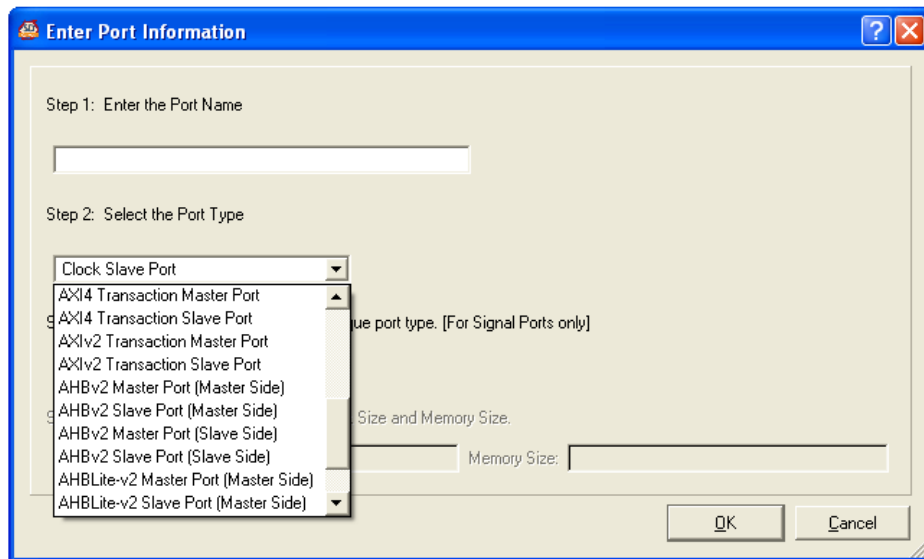 Enter Port Information
Step 1: Enter the Port Name
Step 2: Select the Port Type
Clock Slave Port
AXI4 Transaction Master Port
AXI4 Transaction Slave Port
S que port type. [For Signal Ports only]
AXIv2 Transaction Master Port
AXIv2 Transaction Slave Port
AHBv2 Master Port (Master Side)
AHBv2 Slave Port (Master Side)
S Size and Memory Size.
AHBv2 Master Port (Slave Side)
AHBv2 Slave Port (Slave Side)
Memory Size:
AHBLite-v2 Master Port (Master Side)
AHBLite-v2 Slave Port (Master Side)
OK
Cancel